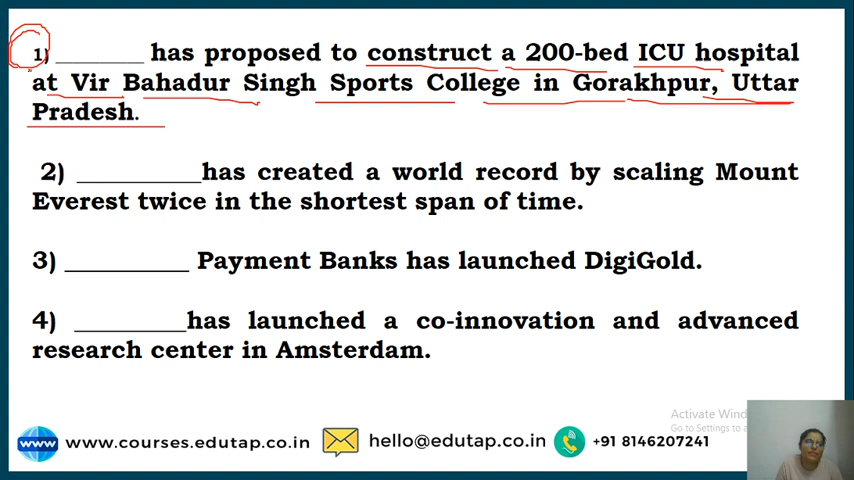 1) ________ has proposed to construct a 200-bed ICU hospital
at Vir Bahadur Singh Sports College in Gorakhpur, Uttar
Pradesh.
2) __________has created a world record by scaling Mount
Everest twice in the shortest span of time.
3) __________ Payment Banks has launched DigiGold.
4) _________has launched a co-innovation and advanced
research center in Amsterdam.
Activate Wind
Go to Settings to a
www www.courses.edutap.co.in hello@edutap.co.in +91 8146207241